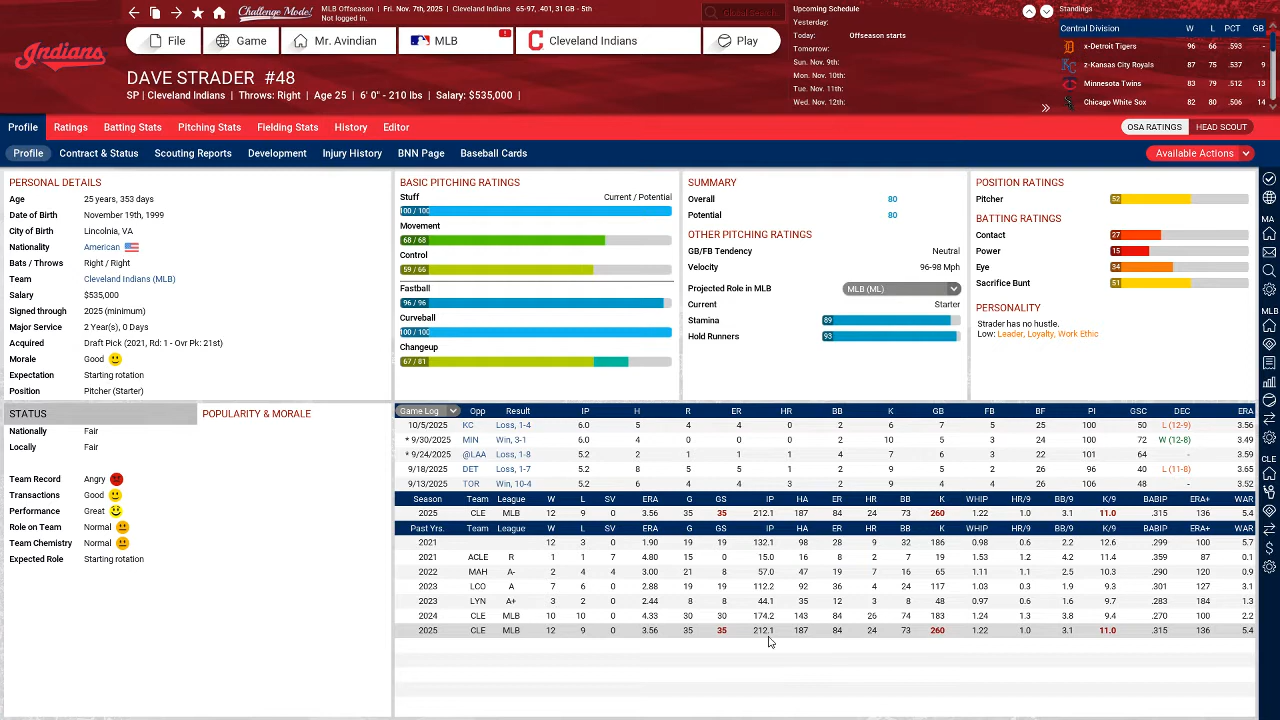 Challenge Mode!
MLB Offseason | Fri. Nov. 7th, 2025 | Cleveland Indians 65-97, .401, 31 GB - 5th
Not logged in.
Global Search...
Upcoming Schedule
Yesterday:
Today: Offseason starts
Tomorrow:
Sun. Nov. 9th:
Mon. Nov. 10th:
Tue. Nov. 11th:
Wed. Nov. 12th:
Standings
Central Division W L PCT GB
x-Detroit Tigers 96 66 .593 -
z-Kansas City Royals 87 75 .537 9
Minnesota Twins 83 79 .512 13
Chicago White Sox 82 80 .506 14
Indians
File Game Mr. Avindian MLB Cleveland Indians Play
DAVE STRADER #48
SP | Cleveland Indians | Throws: Right | Age 25 | 6' 0" - 210 lbs | Salary: $535,000 |
Profile Ratings Batting Stats Pitching Stats Fielding Stats History Editor
OSA RATINGS HEAD SCOUT
Profile Contract & Status Scouting Reports Development Injury History BNN Page Baseball Cards
Available Actions
PERSONAL DETAILS
Age 25 years, 353 days
Date of Birth November 19th, 1999
City of Birth Lincolnia, VA
Nationality American
Bats / Throws Right / Right
Team Cleveland Indians (MLB)
Salary $535,000
Signed through 2025 (minimum)
Major Service 2 Year(s), 0 Days
Acquired Draft Pick (2021, Rd: 1 - Ovr Pk: 21st)
Morale Good
Expectation Starting rotation
Position Pitcher (Starter)
BASIC PITCHING RATINGS
Stuff Current / Potential
100 / 100
Movement
68 / 68
Control
59 / 66
Fastball
96 / 96
Curveball
100 / 100
Changeup
67 / 81
SUMMARY
Overall 80
Potential 80
OTHER PITCHING RATINGS
GB/FB Tendency Neutral
Velocity 96-98 Mph
Projected Role in MLB MLB (ML)
Current Starter
Stamina 89
Hold Runners 93
POSITION RATINGS
Pitcher 52
BATTING RATINGS
Contact 27
Power 15
Eye 34
Sacrifice Bunt 51
PERSONALITY
Strader has no hustle.
Low: Leader, Loyalty, Work Ethic
MA
MLB
CLE
STATUS POPULARITY & MORALE
Nationally Fair
Locally Fair
Team Record Angry
Transactions Good
Performance Great
Role on Team Normal
Team Chemistry Normal
Expected Role Starting rotation
Game Log Opp Result IP H R ER HR BB K GB FB BF PI GSC DEC ERA
10/5/2025 KC Loss, 1-4 6.0 5 4 4 0 2 6 7 5 25 100 50 L (12-9) 3.56
* 9/30/2025 MIN Win, 3-1 6.0 4 0 0 0 2 10 5 3 24 100 72 W (12-8) 3.49
* 9/24/2025 @LAA Loss, 1-8 5.2 2 1 1 1 4 7 6 3 22 101 64 - 3.59
9/18/2025 DET Loss, 1-7 5.2 8 5 5 1 2 9 5 2 26 96 40 L (11-8) 3.65
9/13/2025 TOR Win, 10-4 5.2 6 4 4 3 2 9 4 4 26 106 48 - 3.52
Season Team League W L SV ERA G GS IP HA ER HR BB K WHIP HR/9 BB/9 K/9 BABIP ERA+ WAR
2025 CLE MLB 12 9 0 3.56 35 35 212.1 187 84 24 73 260 1.22 1.0 3.1 11.0 .315 136 5.4
Past Yrs. Team League W L SV ERA G GS IP HA ER HR BB K WHIP HR/9 BB/9 K/9 BABIP ERA+ WAR
2021 12 3 0 1.90 19 19 132.1 98 28 9 32 186 0.98 0.6 2.2 12.6 .299 136 5.7
2021 ACLE R 1 1 7 4.80 15 0 15.0 16 8 2 7 19 1.53 1.2 4.2 11.4 .359 87 0.1
2022 MAH A- 2 4 4 3.00 21 8 57.0 47 19 7 16 65 1.11 1.1 2.5 10.3 .290 120 0.9
2023 LCO A 7 6 0 2.88 19 19 112.2 92 36 4 24 117 1.03 0.3 1.9 9.3 .301 127 3.1
2023 LYN A+ 3 2 0 2.44 8 8 44.1 35 12 3 8 48 0.97 0.6 1.6 9.7 .283 184 1.3
2024 CLE MLB 10 10 0 4.33 30 30 174.2 143 84 26 74 183 1.24 1.3 3.8 9.4 .270 100 2.2
2025 CLE MLB 12 9 0 3.56 35 35 212.1 187 84 24 73 260 1.22 1.0 3.1 11.0 .315 136 5.4